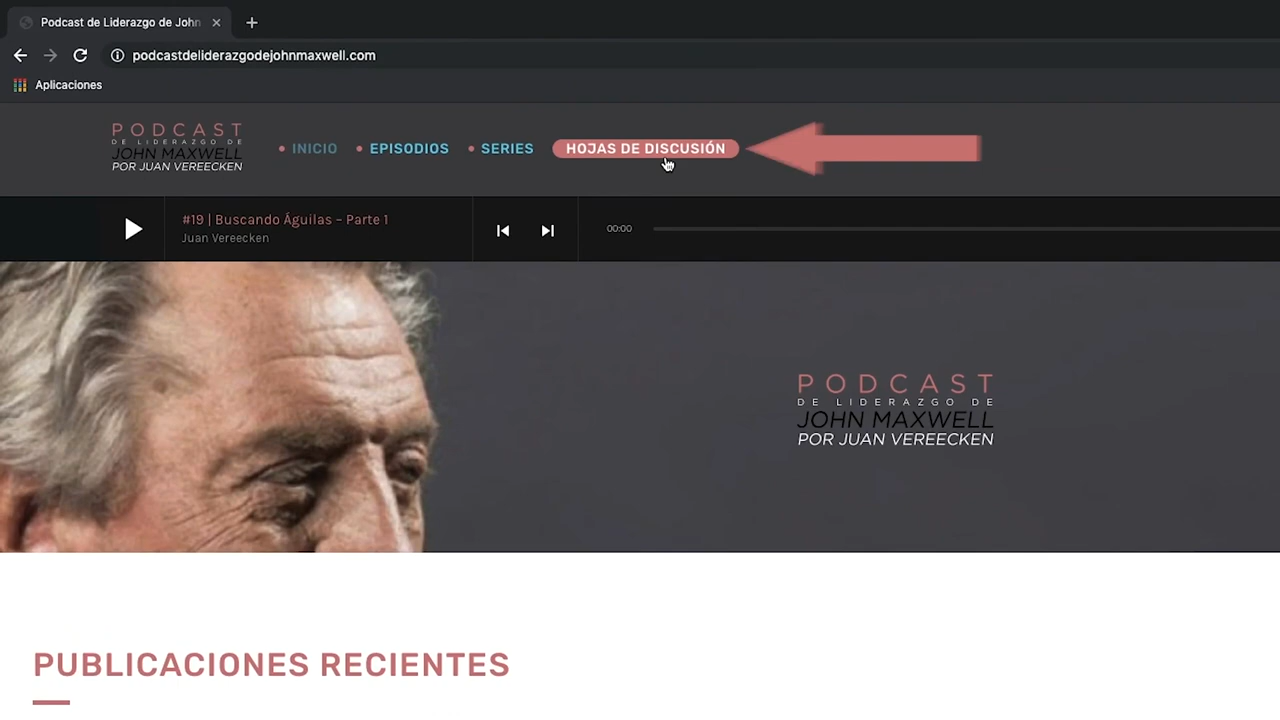 Podcast de Liderazgo de John
podcastdeliderazgodejohnmaxwell.com
Aplicaciones
PODCAST
DE LIDERAZGO DE
JOHN MAXWELL
POR JUAN VEREECKEN
INICIO
EPISODIOS
SERIES
HOJAS DE DISCUSIÓN
#19 | Buscando Águilas – Parte 1
Juan Vereecken
00:00
PODCAST
DE LIDERAZGO DE
JOHN MAXWELL
POR JUAN VEREECKEN
PUBLICACIONES RECIENTES